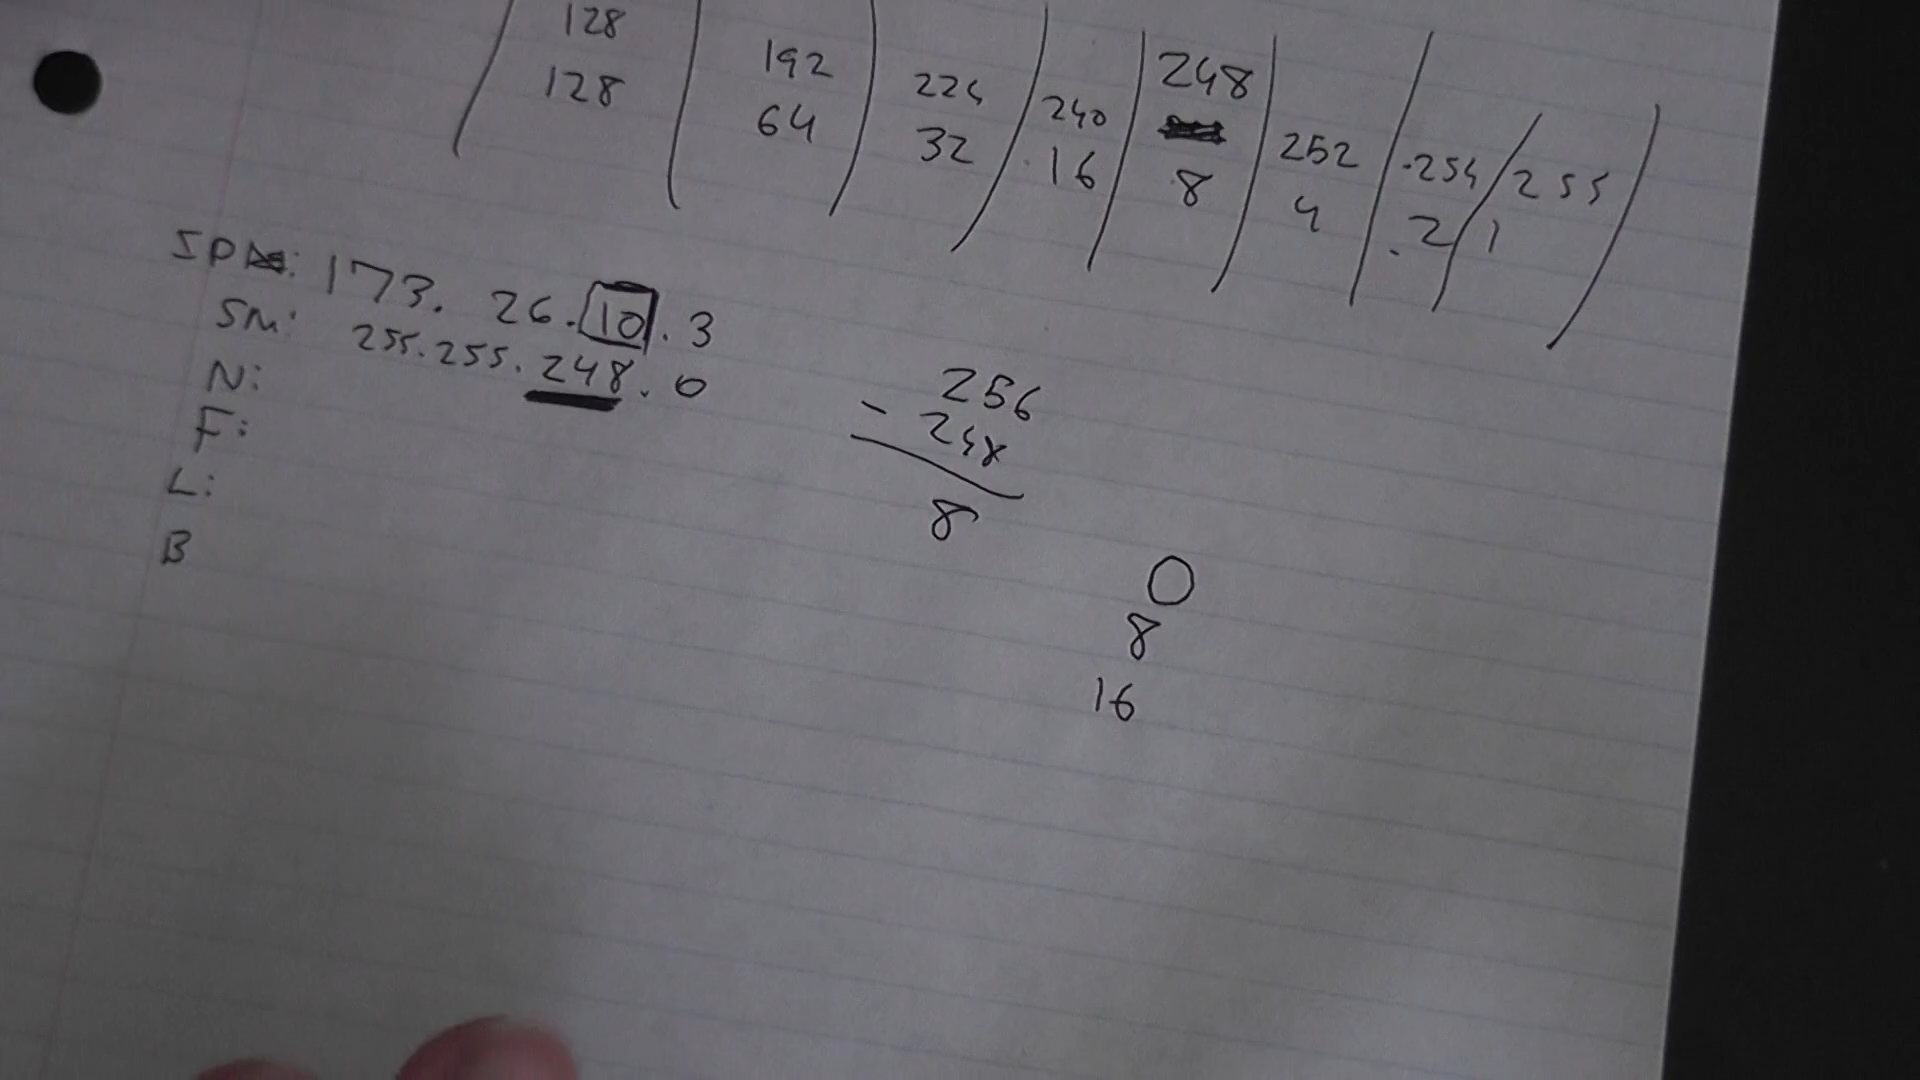 128 192 224 240 248 252 .254 255
128 64 32 16 8 4 .2 1
IP: 173. 26. 10. 3
SM: 255.255.248.0
N:
F:
L:
B
256
- 248
8
0
8
16